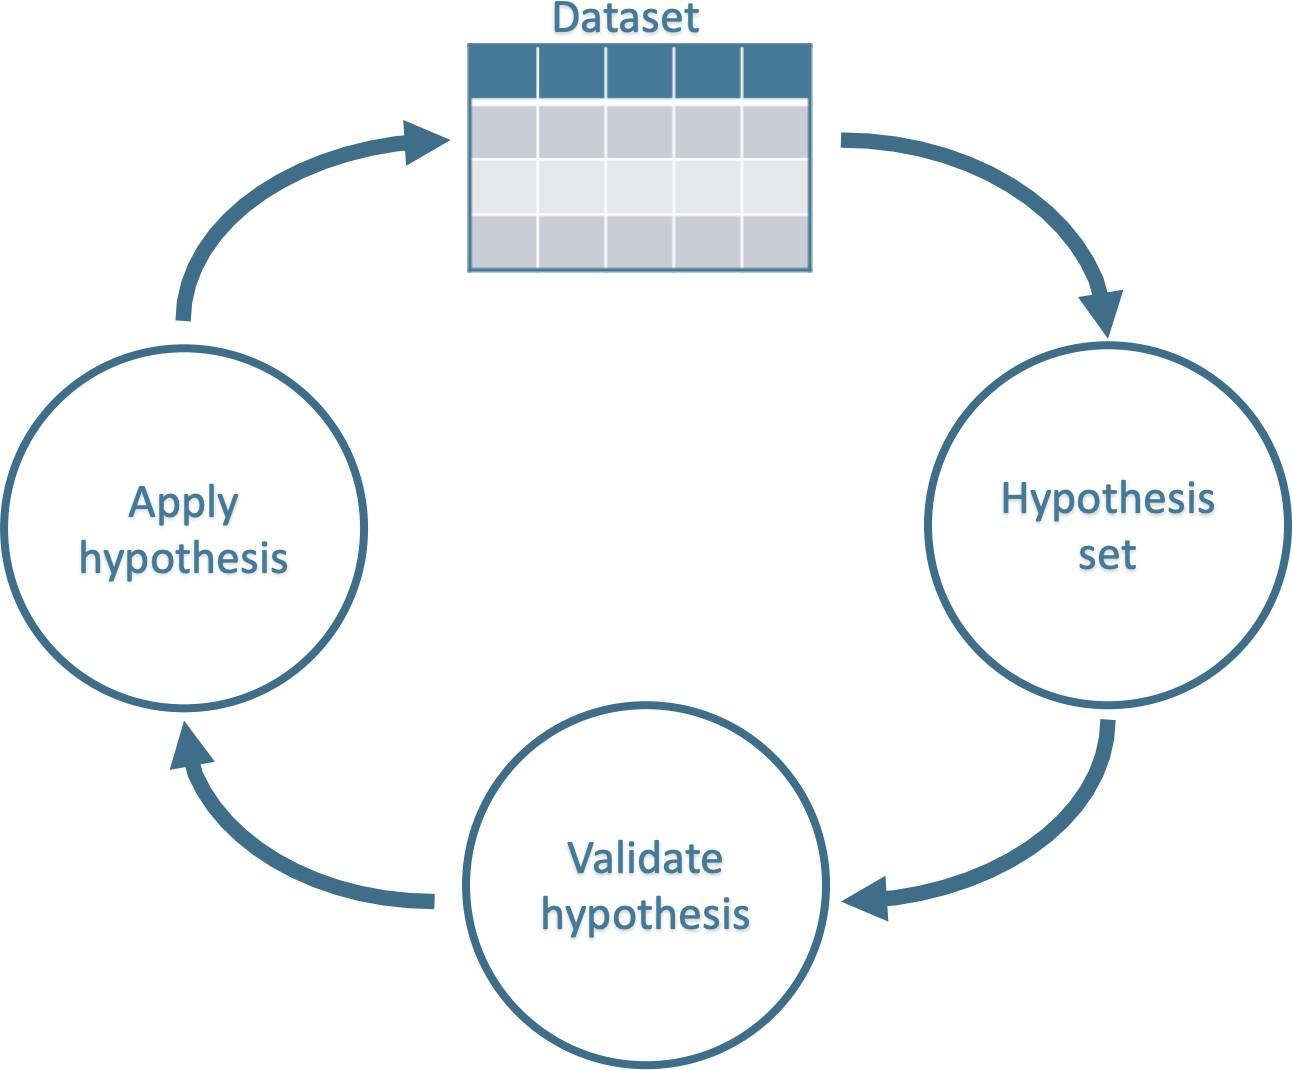 Dataset
Hypothesis
set
Validate
hypothesis
Apply
hypothesis